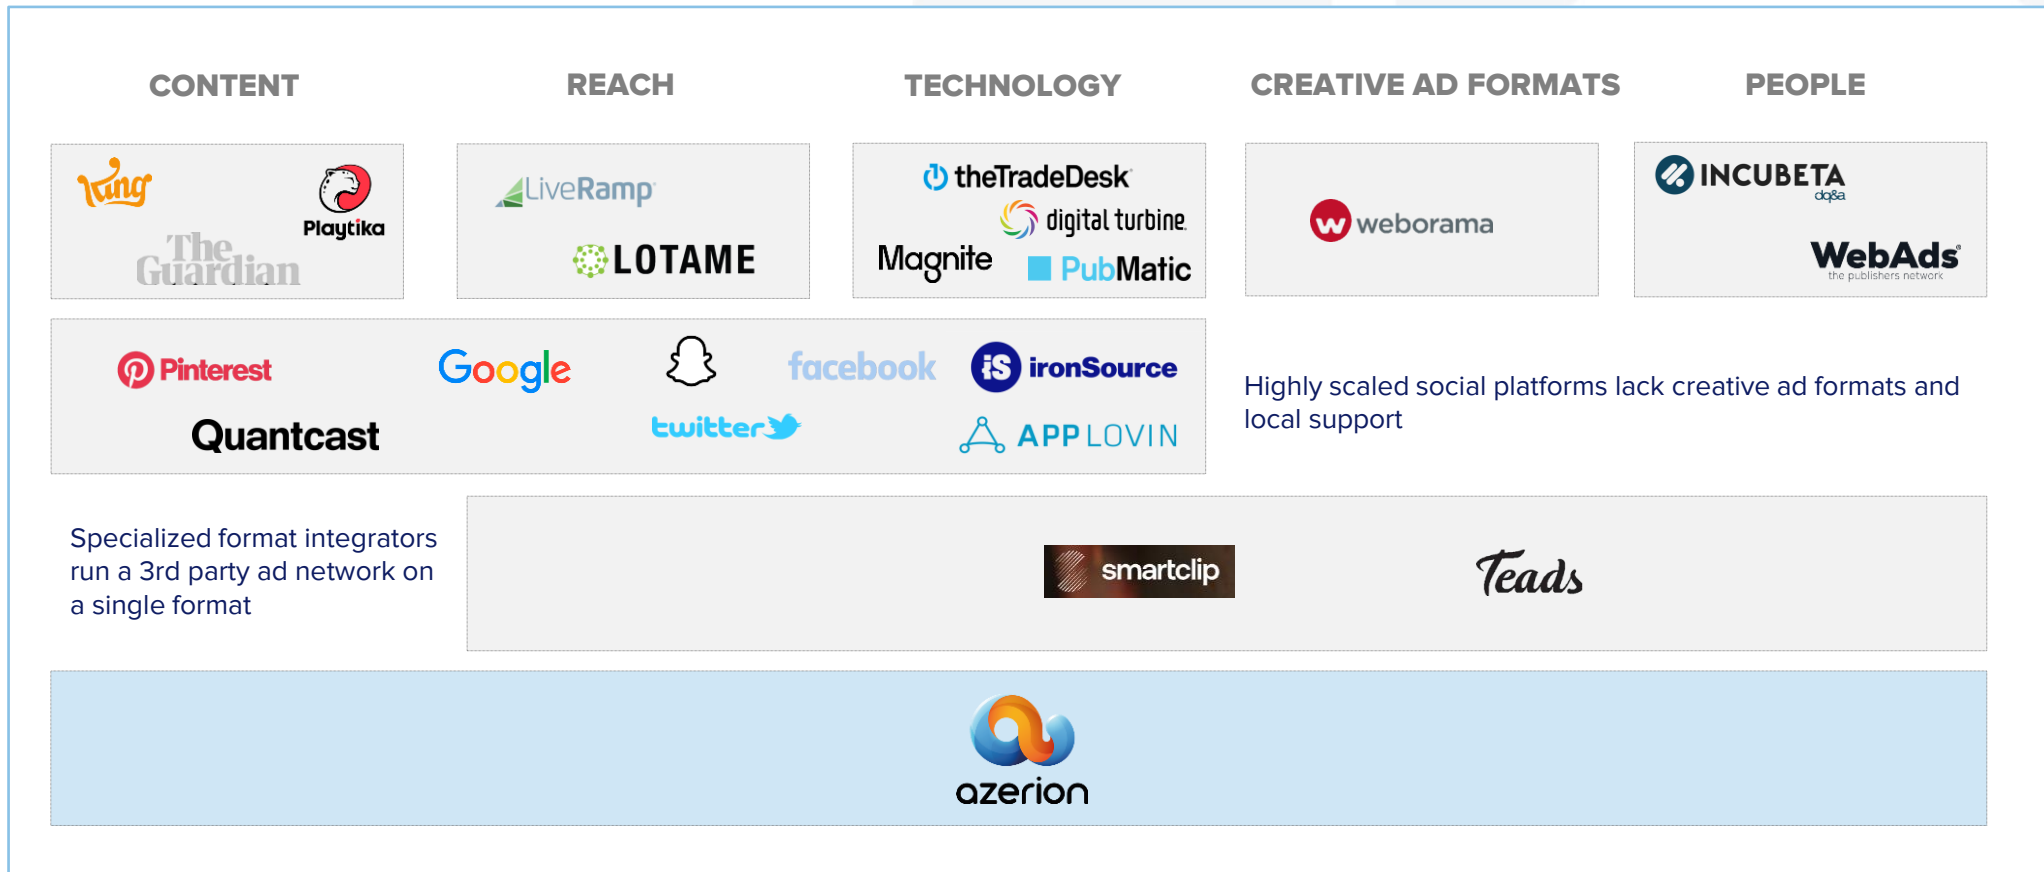 CONTENT
REACH
TECHNOLOGY
CREATIVE AD FORMATS
PEOPLE
King
Playtika
The
Guardian
LiveRamp
LOTAME
theTradeDesk
digital turbine
Magnite
PubMatic
weborama
INCUBETA
dq&a
WebAds
the publishers network
Pinterest
Google
facebook
ironSource
Quantcast
twitter
APPLOVIN
Highly scaled social platforms lack creative ad formats and
local support
Specialized format integrators
run a 3rd party ad network on
a single format
smartclip
Teads
azerion